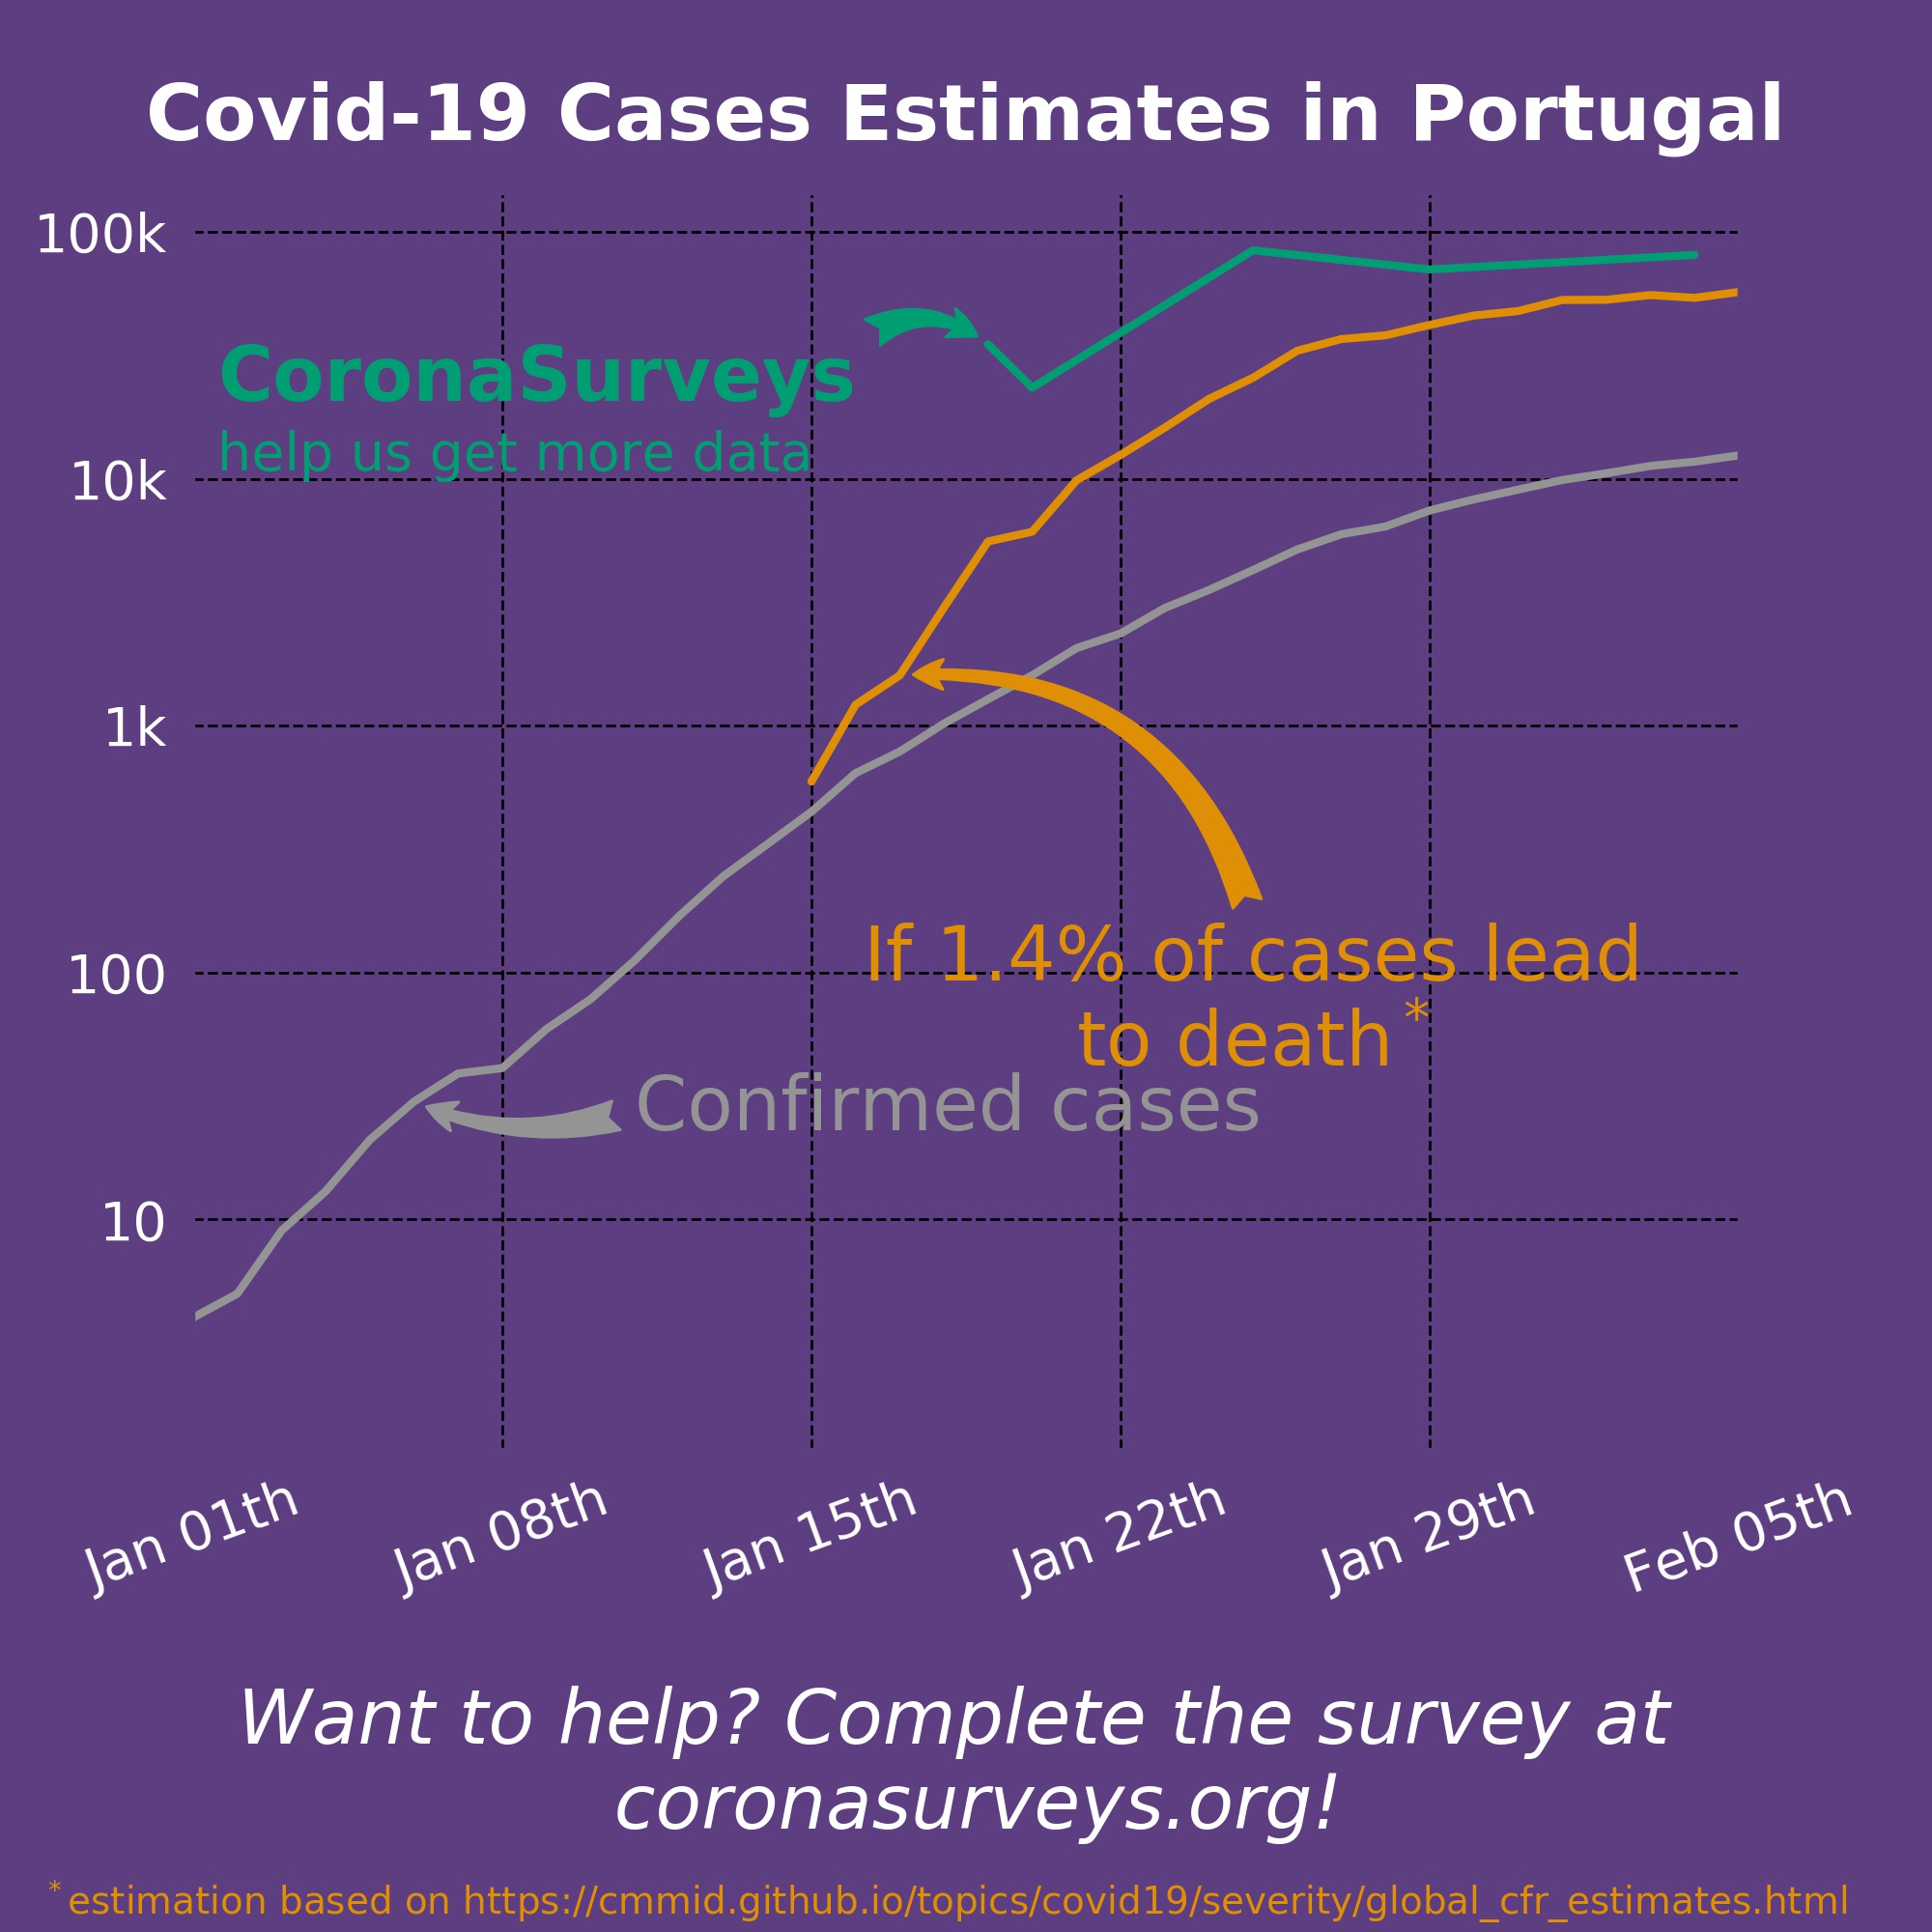 Covid-19 Cases Estimates in Portugal
100k
CoronaSurveys
help us get more data
10k
1k
If 1.4% of cases lead
to death*
100
Confirmed cases
10
Jan 01th
Jan 08th
Jan 15th
Jan 22th
Jan 29th
Feb 05th
Want to help? Complete the survey at
coronasurveys.org!
*estimation based on https://cmmid.github.io/topics/covid19/severity/global_cfr_estimates.html